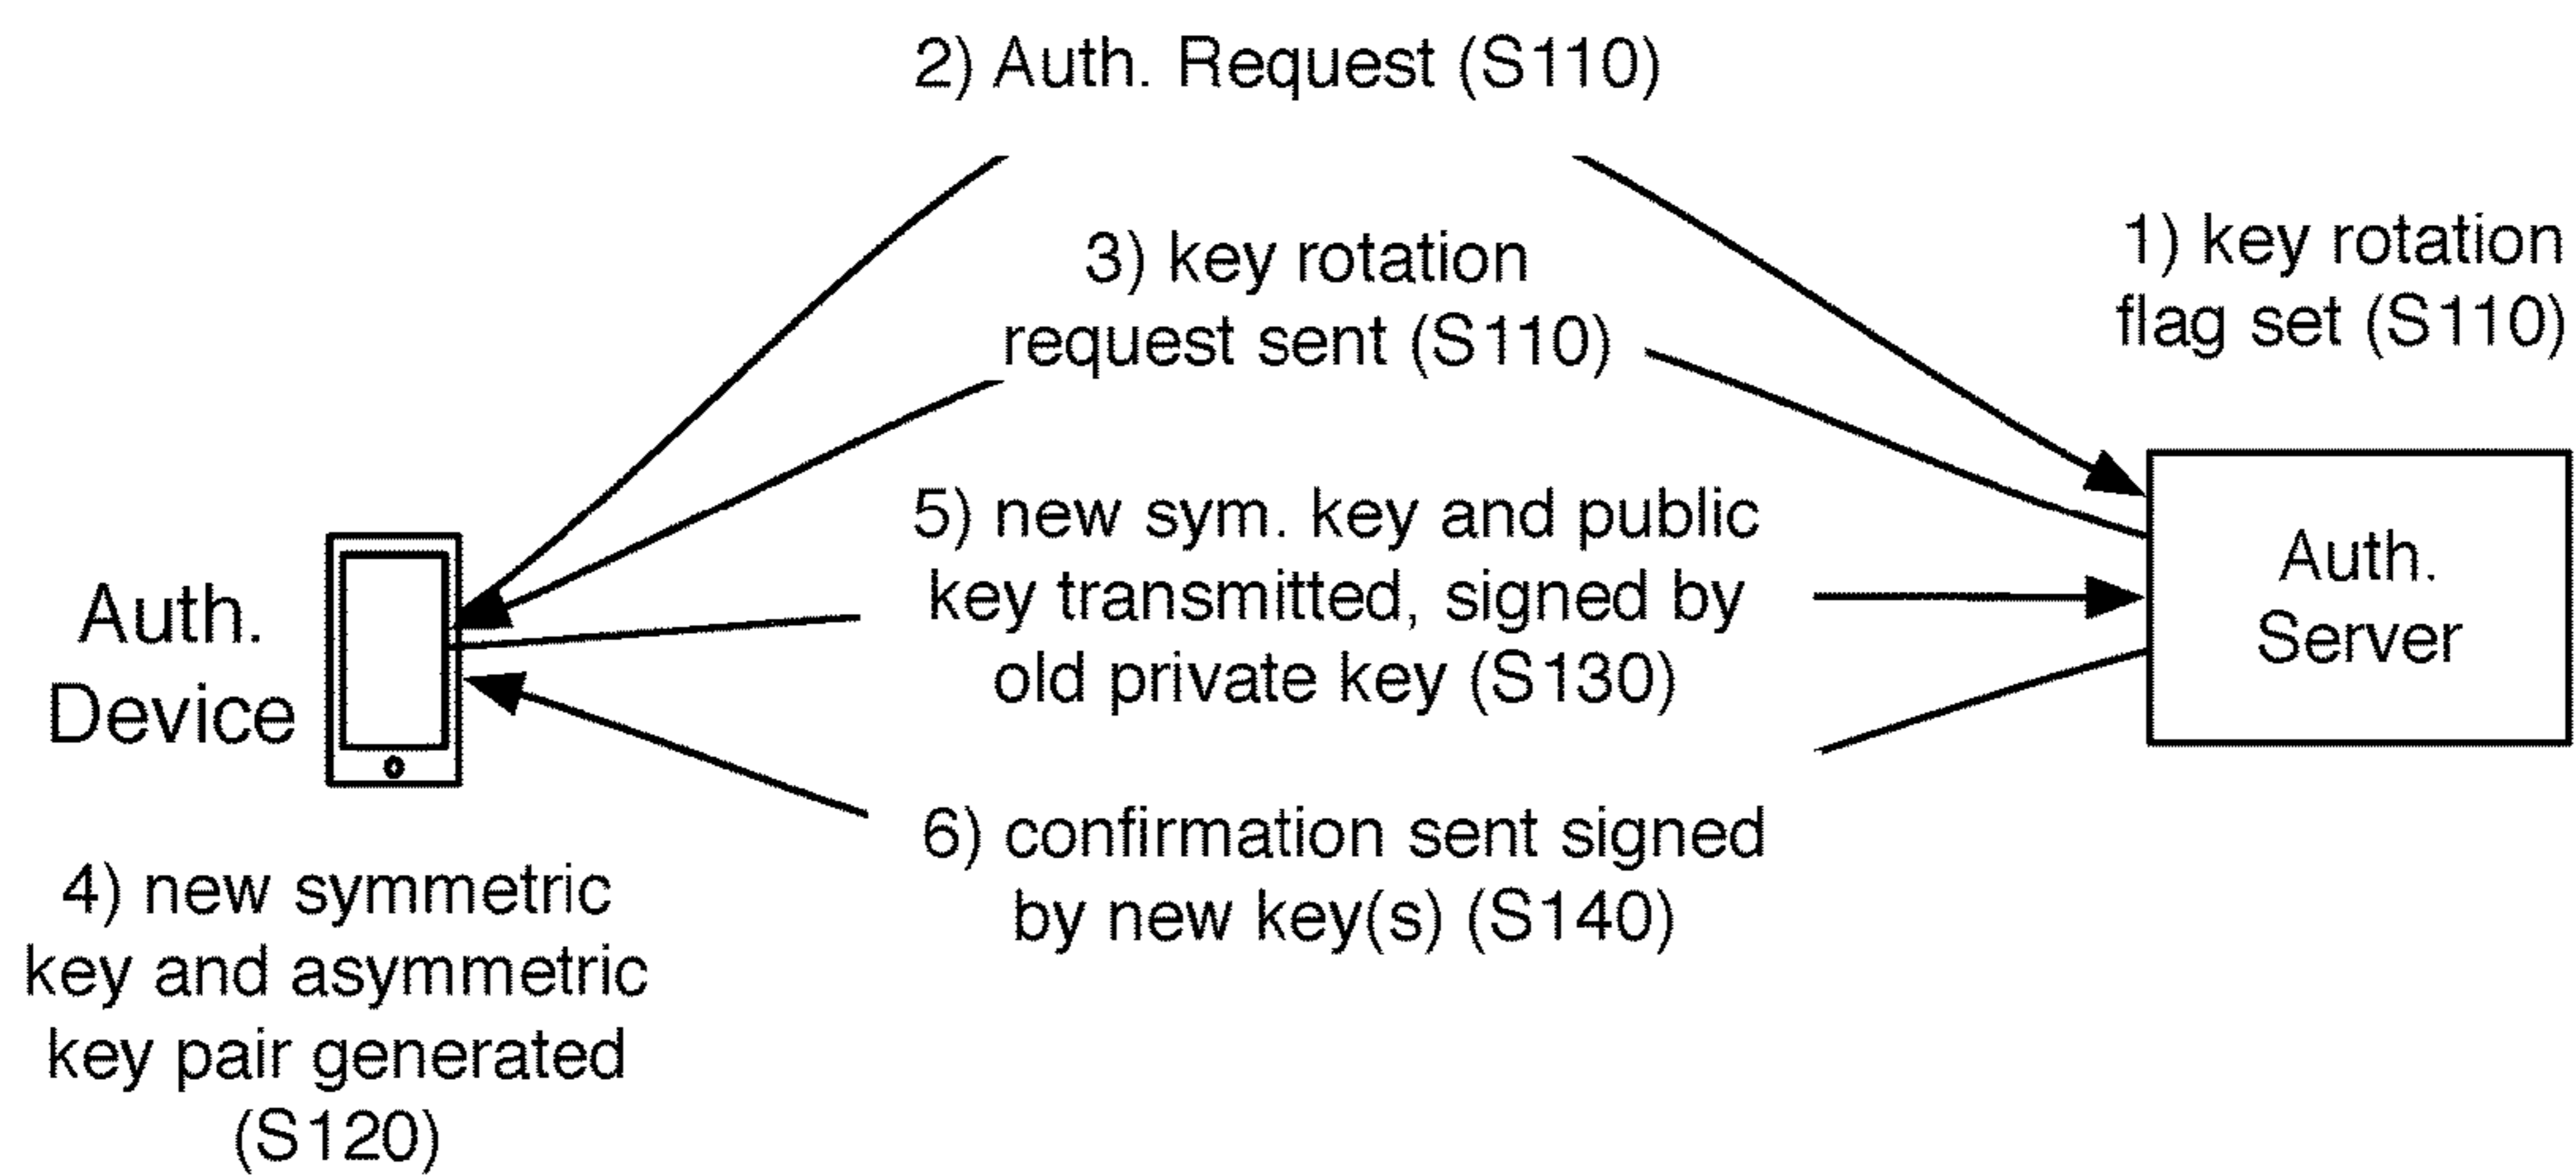 2) Auth. Request (S110)
1) key rotation
flag set (S110)
3) key rotation
request sent (S110)
5) new sym. key and public
key transmitted, signed by
old private key (S130)
Auth.
Server
Auth.
Device
6) confirmation sent signed
by new key(s) (S140)
4) new symmetric
key and asymmetric
key pair generated
(S120)